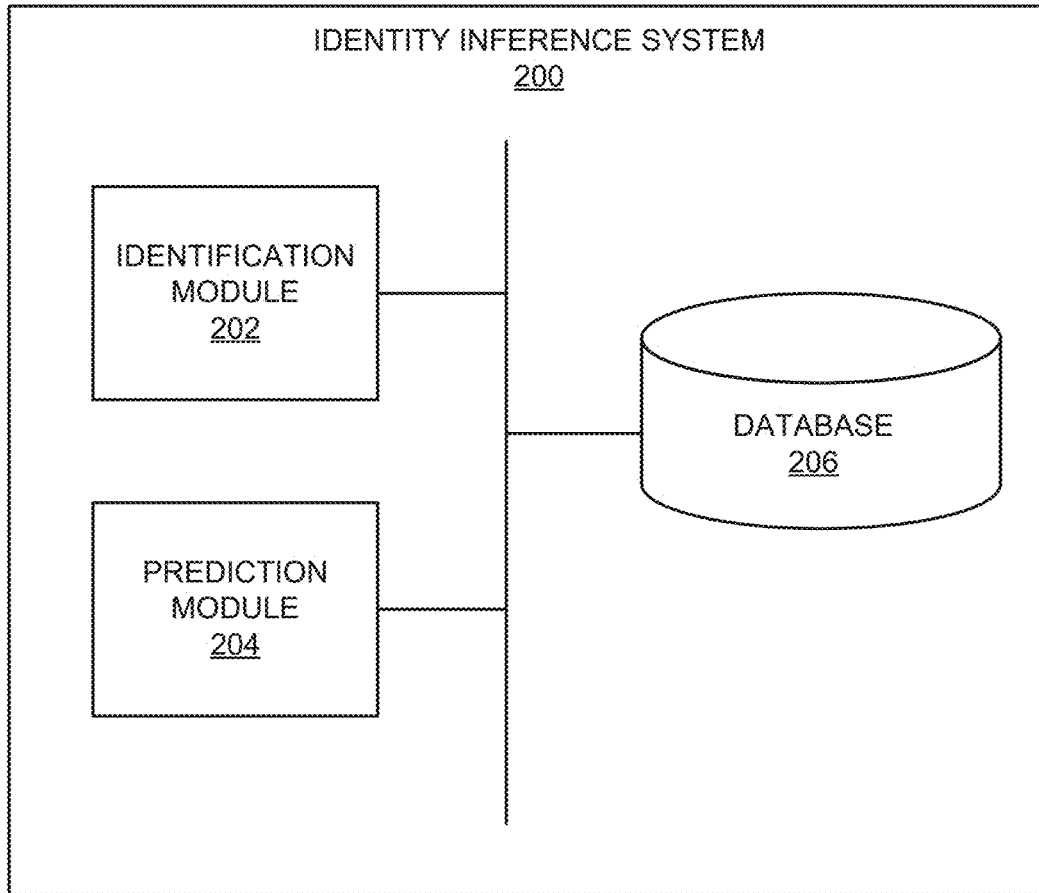 IDENTITY INFERENCE SYSTEM
200
IDENTIFICATION
MODULE
202
DATABASE
206
PREDICTION
MODULE
204